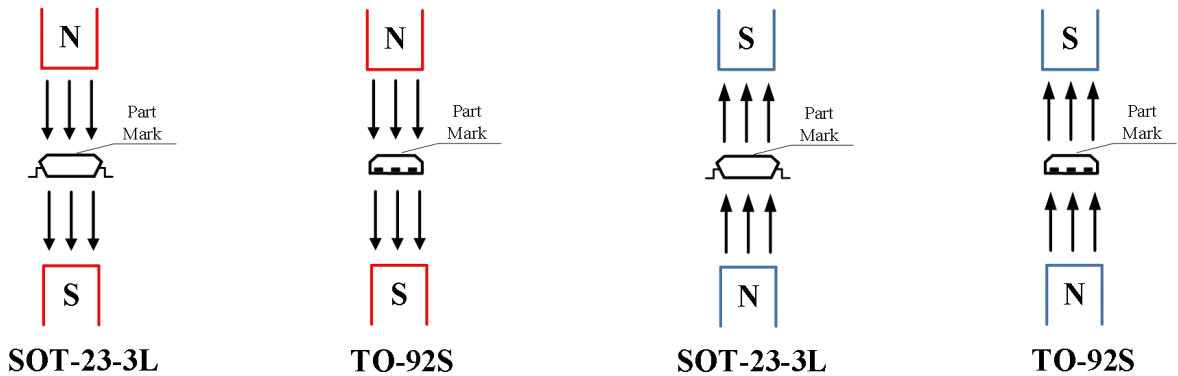 N N S S
Part Part Part Part
Mark Mark Mark Mark
S S N N
SOT-23-3L TO-92S SOT-23-3L TO-92S